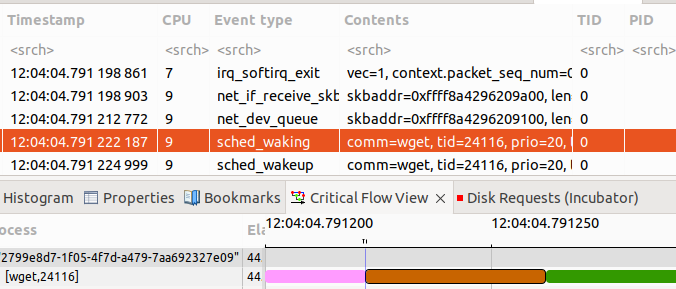 Timestamp CPU Event type Contents TID PID
<srch> <srch> <srch> <srch> <srch> <srch>
12:04:04.791 198 861 7 irq_softirq_exit vec=1, context.packet_seq_num=0 0
12:04:04.791 198 903 9 net_if_receive_skb skbaddr=0xffff8a4296209a00, len 0
12:04:04.791 212 772 9 net_dev_queue skbaddr=0xffff8a4296209100, len 0
12:04:04.791 222 187 9 sched_waking comm=wget, tid=24116, prio=20, t 0
12:04:04.791 224 999 9 sched_wakeup comm=wget, tid=24116, prio=20, t 0
Histogram Properties Bookmarks Critical Flow View Disk Requests (Incubator)
ocess Ela 12:04:04.791200 12:04:04.791250
2799e8d7-1f05-4f7d-a479-7aa692327e09" 44.
[wget,24116] 44.